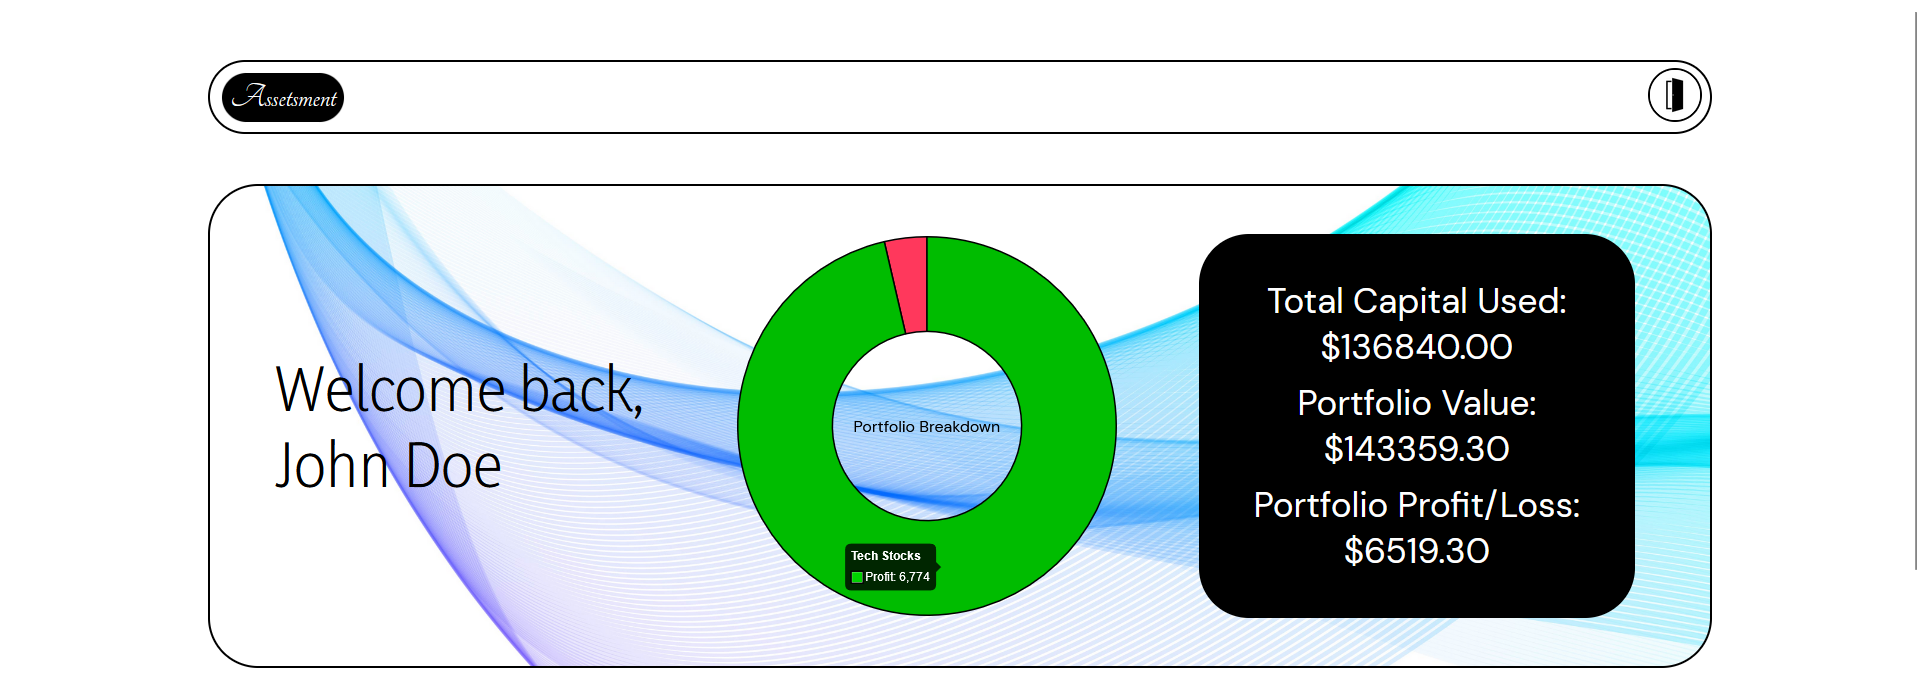 Assetsment
Welcome back,
John Doe
Portfolio Breakdown
Tech Stocks
Profit: 6,774
Total Capital Used:
$136840.00
Portfolio Value:
$143359.30
Portfolio Profit/Loss:
$6519.30